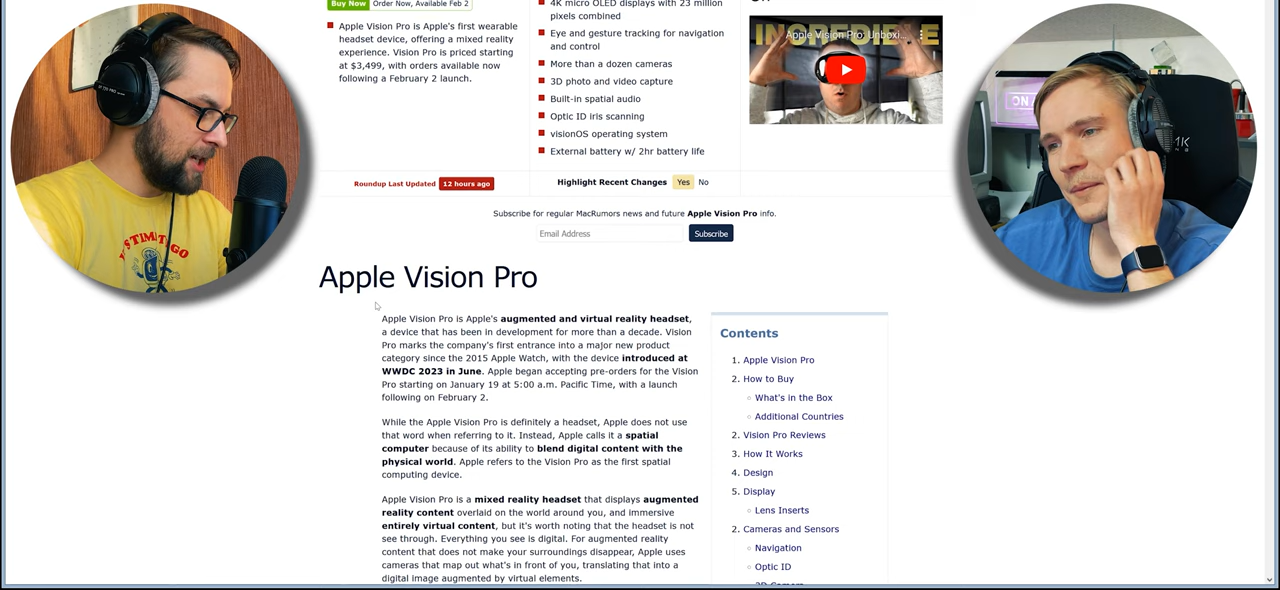 Buy Now Order Now, Available Feb 2
Apple Vision Pro is Apple's first wearable
headset device, offering a mixed reality
experience. Vision Pro is priced starting
at $3,499, with orders available now
following a February 2 launch.
4K micro OLED displays with 23 million
pixels combined
Eye and gesture tracking for navigation
and control
More than a dozen cameras
3D photo and video capture
Built-in spatial audio
Optic ID iris scanning
visionOS operating system
External battery w/ 2hr battery life
INCREDIBLE
Apple Vision Pro: Unboxi...
Roundup Last Updated 12 hours ago
Highlight Recent Changes Yes No
Subscribe for regular MacRumors news and future Apple Vision Pro info.
Email Address Subscribe
Apple Vision Pro
Apple Vision Pro is Apple's augmented and virtual reality headset,
a device that has been in development for more than a decade. Vision
Pro marks the company's first entrance into a major new product
category since the 2015 Apple Watch, with the device introduced at
WWDC 2023 in June. Apple began accepting pre-orders for the Vision
Pro starting on January 19 at 5:00 a.m. Pacific Time, with a launch
following on February 2.
While the Apple Vision Pro is definitely a headset, Apple does not use
that word when referring to it. Instead, Apple calls it a spatial
computer because of its ability to blend digital content with the
physical world. Apple refers to the Vision Pro as the first spatial
computing device.
Apple Vision Pro is a mixed reality headset that displays augmented
reality content overlaid on the world around you, and immersive
entirely virtual content, but it's worth noting that the headset is not
see through. Everything you see is digital. For augmented reality
content that does not make your surroundings disappear, Apple uses
cameras that map out what's in front of you, translating that into a
digital image augmented by virtual elements.
Contents
1. Apple Vision Pro
2. How to Buy
What's in the Box
Additional Countries
2. Vision Pro Reviews
3. How It Works
4. Design
5. Display
Lens Inserts
2. Cameras and Sensors
Navigation
Optic ID
IT'S TIM TO GO
ON